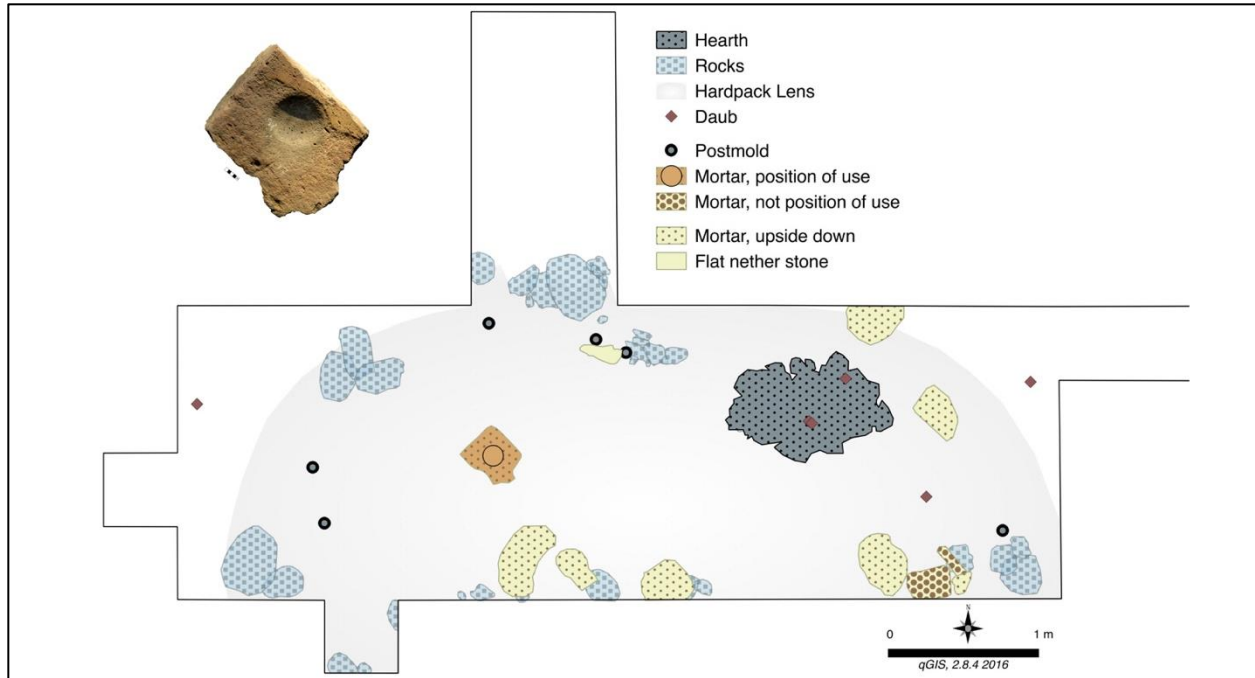 Hearth
Rocks
Hardpack Lens
Daub
Postmold
Mortar, position of use
Mortar, not position of use
Mortar, upside down
Flat nether stone
N
0 1 m
qGIS, 2.8.4 2016